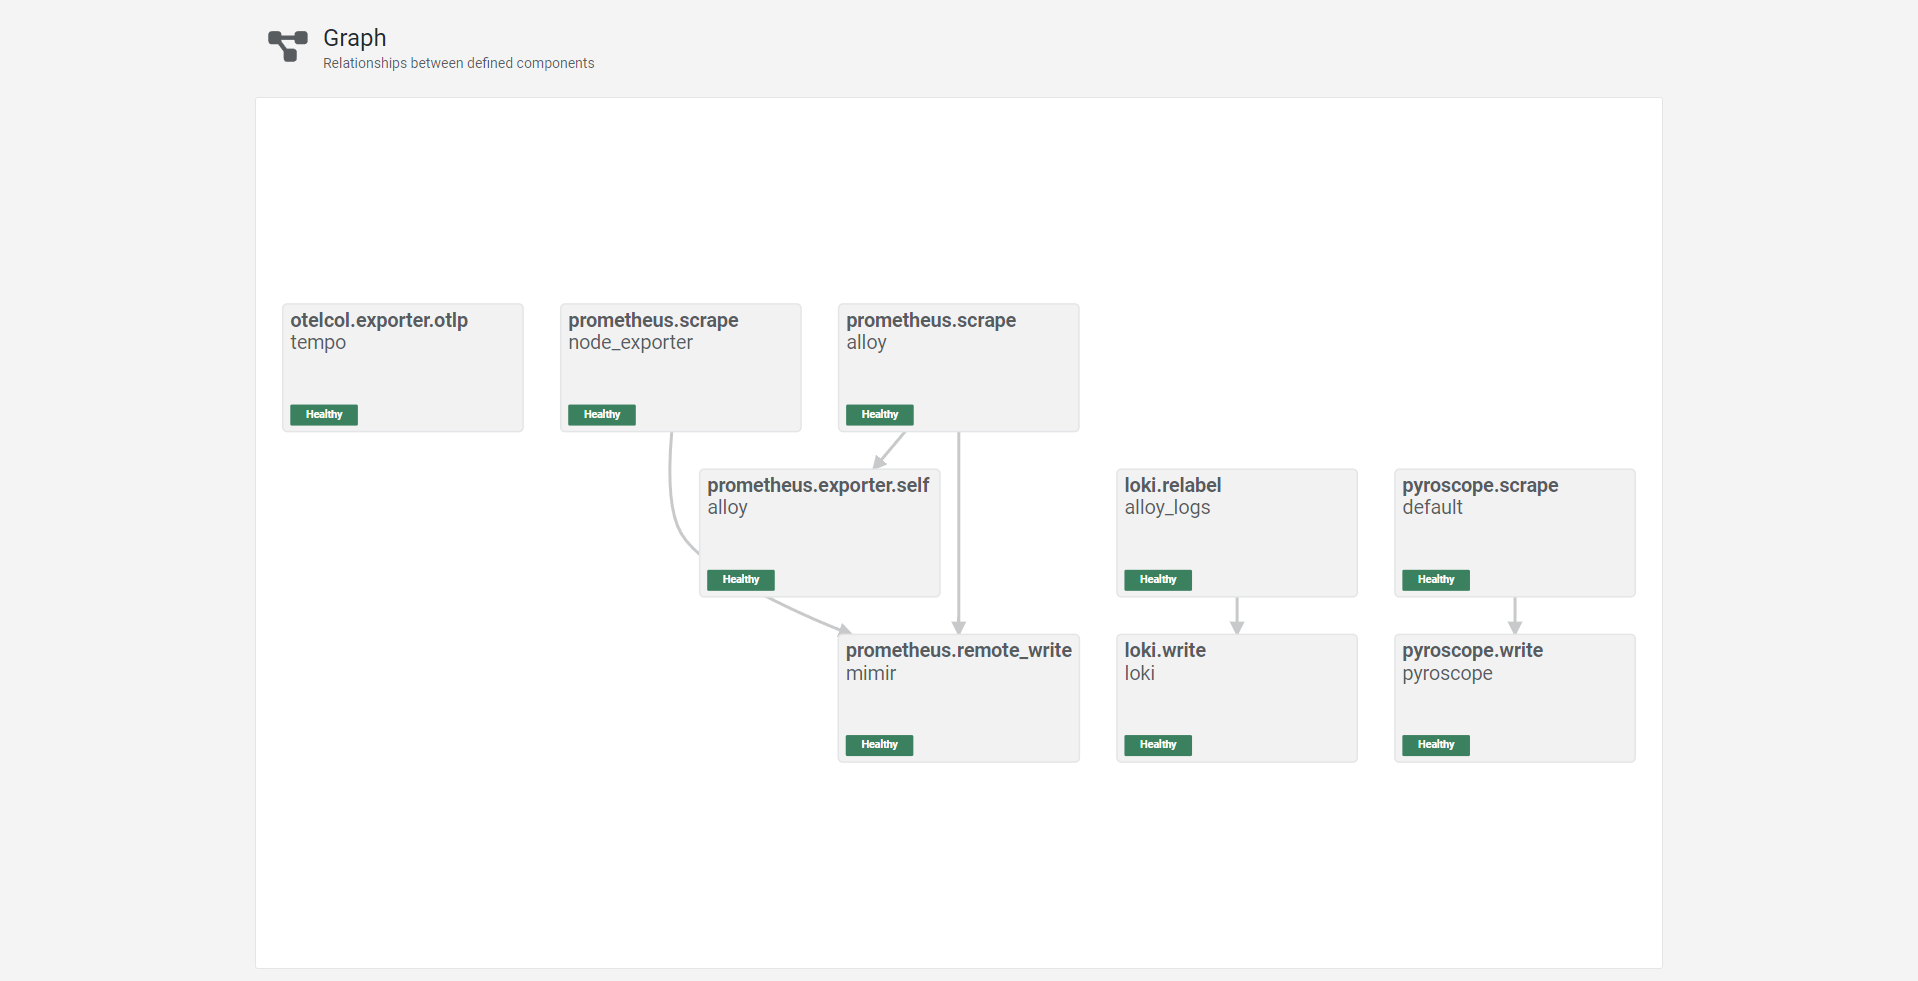 Graph
Relationships between defined components
otelcol.exporter.otlp
tempo
Healthy
prometheus.scrape
node_exporter
Healthy
prometheus.scrape
alloy
Healthy
prometheus.exporter.self
alloy
Healthy
loki.relabel
alloy_logs
Healthy
pyroscope.scrape
default
Healthy
prometheus.remote_write
mimir
Healthy
loki.write
loki
Healthy
pyroscope.write
pyroscope
Healthy